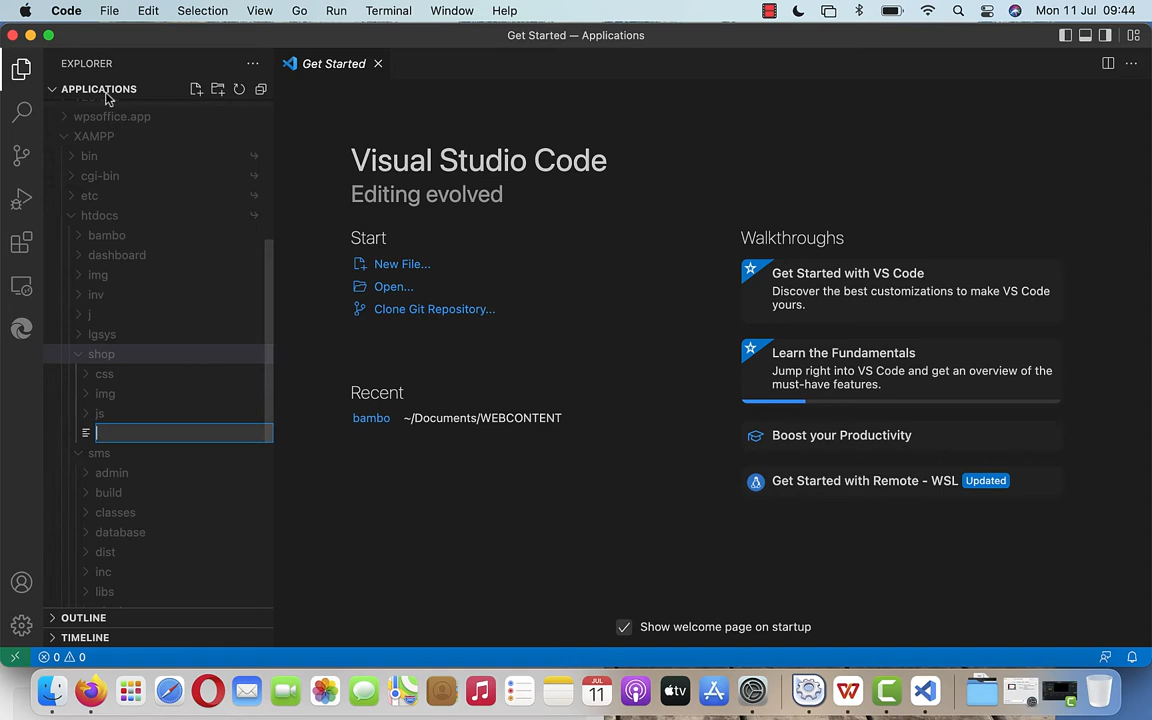 Code File Edit Selection View Go Run Terminal Window Help Mon 11 Jul 09:44
Get Started — Applications
EXPLORER
Get Started
APPLICATIONS
wpsoffice.app
XAMPP
bin
cgi-bin
etc
htdocs
bambo
dashboard
img
inv
j
lgsys
shop
css
img
js
sms
admin
build
classes
database
dist
inc
libs
OUTLINE
TIMELINE
Visual Studio Code
Editing evolved
Start
New File...
Open...
Clone Git Repository...
Recent
bambo ~/Documents/WEBCONTENT
Walkthroughs
Get Started with VS Code
Discover the best customizations to make VS Code
yours.
Learn the Fundamentals
Jump right into VS Code and get an overview of the
must-have features.
Boost your Productivity
Get Started with Remote - WSL Updated
Show welcome page on startup
0 0
JUL
11
tv